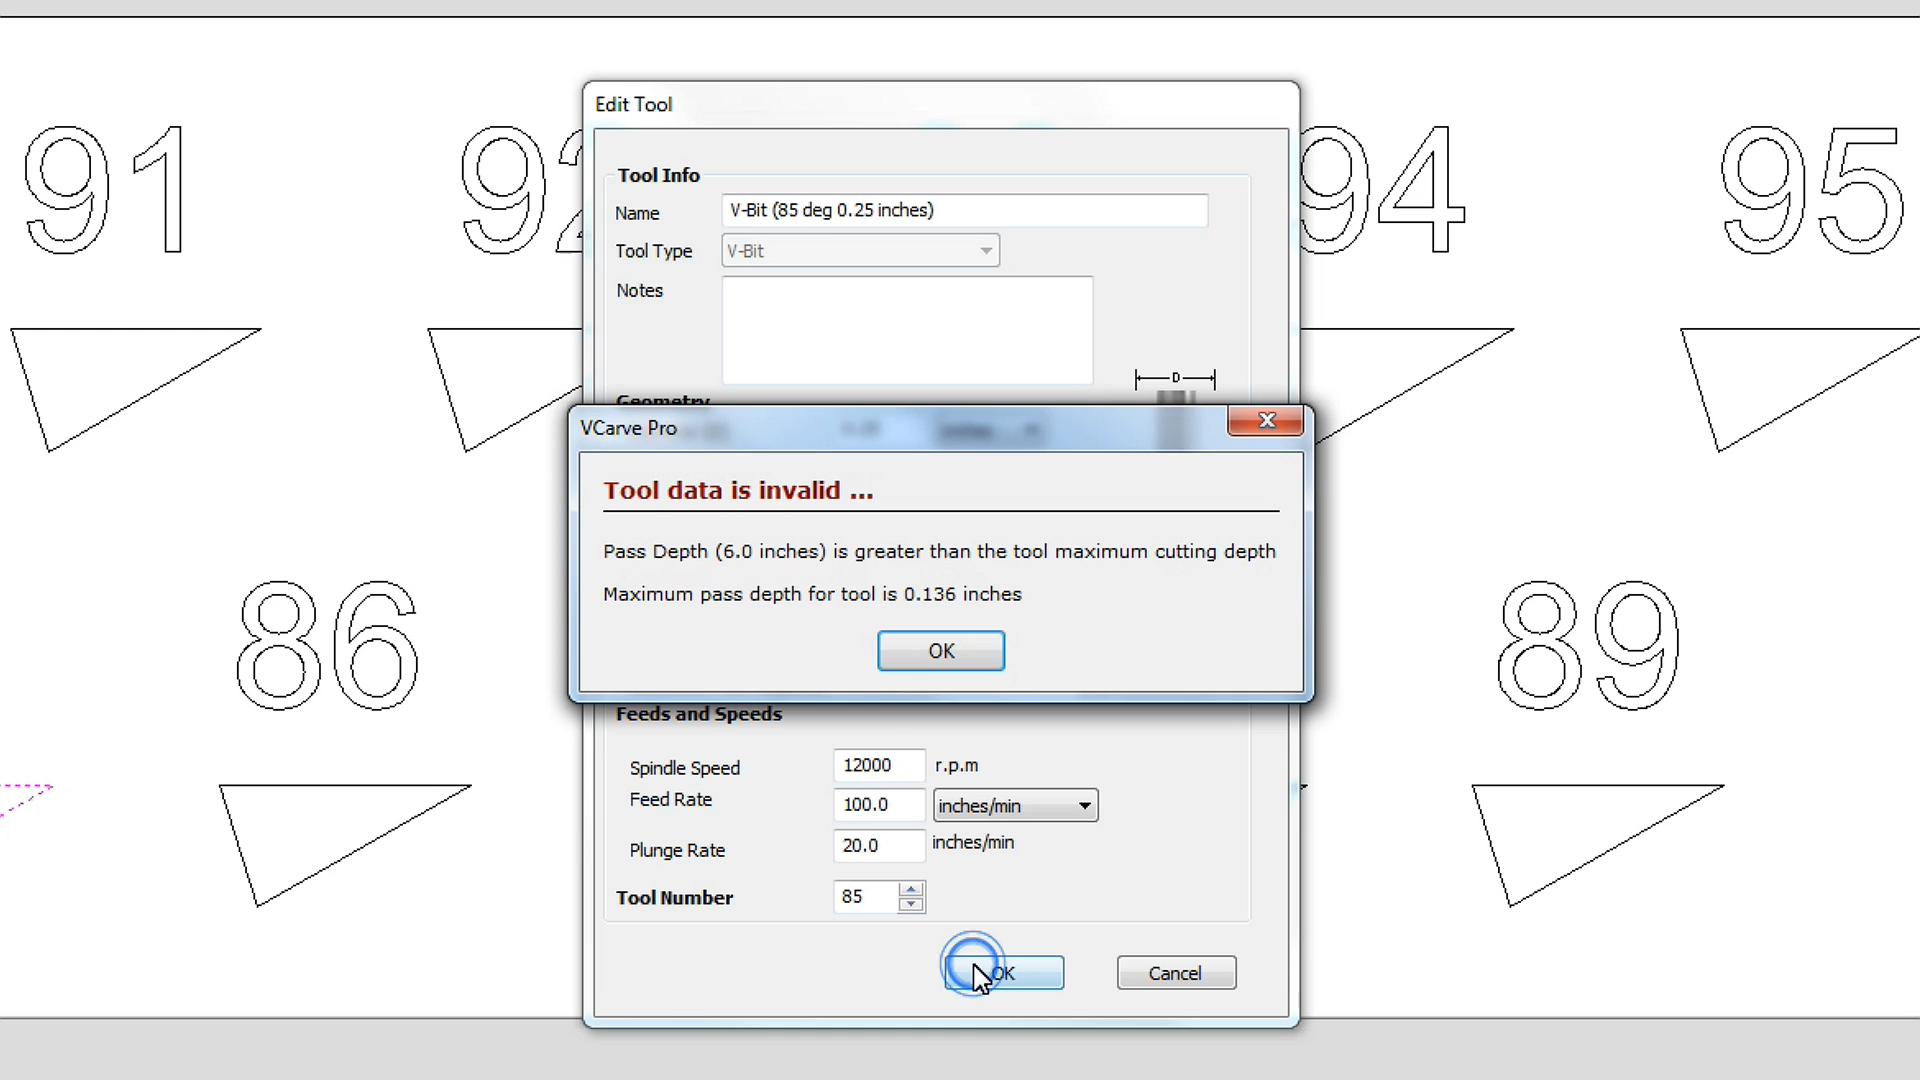 91
92
94
95
Edit Tool
Tool Info
Name
V-Bit (85 deg 0.25 inches)
Tool Type
V-Bit
Notes
D
Geometry
VCarve Pro
X
Tool data is invalid ...
Pass Depth (6.0 inches) is greater than the tool maximum cutting depth
Maximum pass depth for tool is 0.136 inches
OK
86
89
Feeds and Speeds
Spindle Speed
12000
r.p.m
Feed Rate
100.0
inches/min
Plunge Rate
20.0
inches/min
Tool Number
85
OK
Cancel